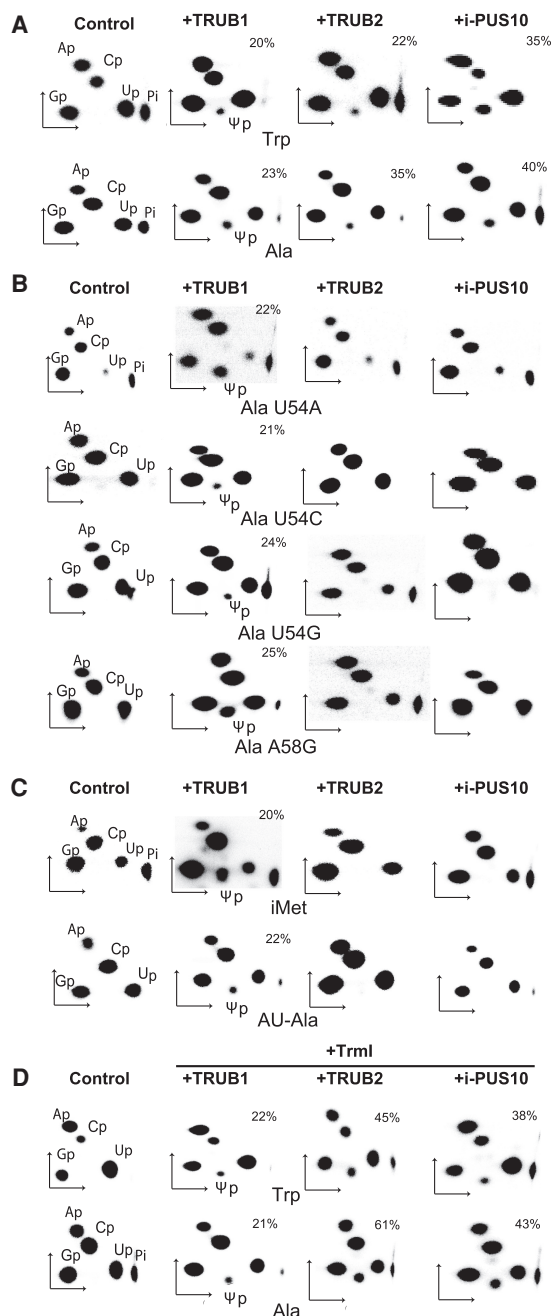 A
Control +TRUB1 +TRUB2 +i-PUS10
20% 22% 35%
Ap Cp
Gp Up Pi
Ψp
Trp
23% 35% 40%
Ap Cp
Gp Up Pi
Ψp
Ala
B
Control +TRUB1 +TRUB2 +i-PUS10
22%
Ap
Cp
Gp Up Pi
Ψp
Ala U54A
21%
Ap
Cp
Gp Up
Ψp
Ala U54C
24%
Ap
Cp
Gp Up
Ψp
Ala U54G
25%
Ap
Cp
Gp Up
Ψp
Ala A58G
C
Control +TRUB1 +TRUB2 +i-PUS10
20%
Ap
Cp
Gp Up Pi
Ψp
iMet
22%
Ap
Cp
Gp Up
Ψp
AU-Ala
+TrmI
D
Control +TRUB1 +TRUB2 +i-PUS10
22% 45% 38%
Ap
Cp
Gp Up
Ψp
Trp
21% 61% 43%
Ap
Cp
Gp Up Pi
Ψp
Ala